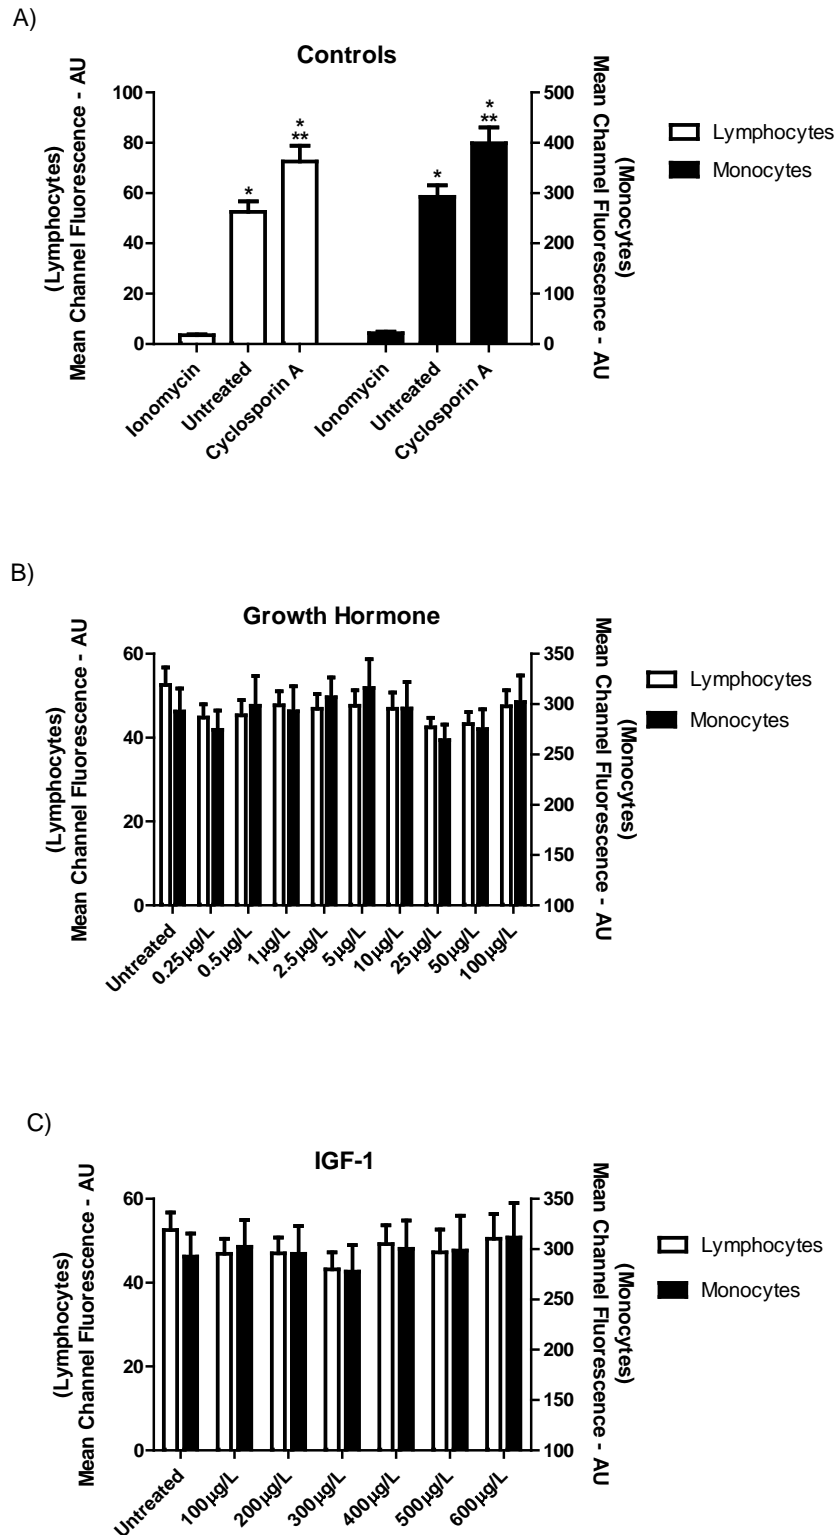 A)
Controls
(Lymphocytes)
Mean Channel Fluorescence - AU
100
80
60
40
20
0
*
*
**
*
*
**
500
400
300
200
100
0
Mean Channel Fluorescence - AU
(Monocytes)
Lymphocytes
Monocytes
Ionomycin
Untreated
Cyclosporin A
Ionomycin
Untreated
Cyclosporin A
B)
Growth Hormone
(Lymphocytes)
Mean Channel Fluorescence - AU
60
40
20
0
350
300
250
200
150
100
Mean Channel Fluorescence - AU
(Monocytes)
Lymphocytes
Monocytes
Untreated
0.25µg/L
0.5µg/L
1µg/L
2.5µg/L
5µg/L
10µg/L
25µg/L
50µg/L
100µg/L
C)
IGF-1
(Lymphocytes)
Mean Channel Fluorescence - AU
60
40
20
0
350
300
250
200
150
100
Mean Channel Fluorescence - AU
(Monocytes)
Lymphocytes
Monocytes
Untreated
100µg/L
200µg/L
300µg/L
400µg/L
500µg/L
600µg/L